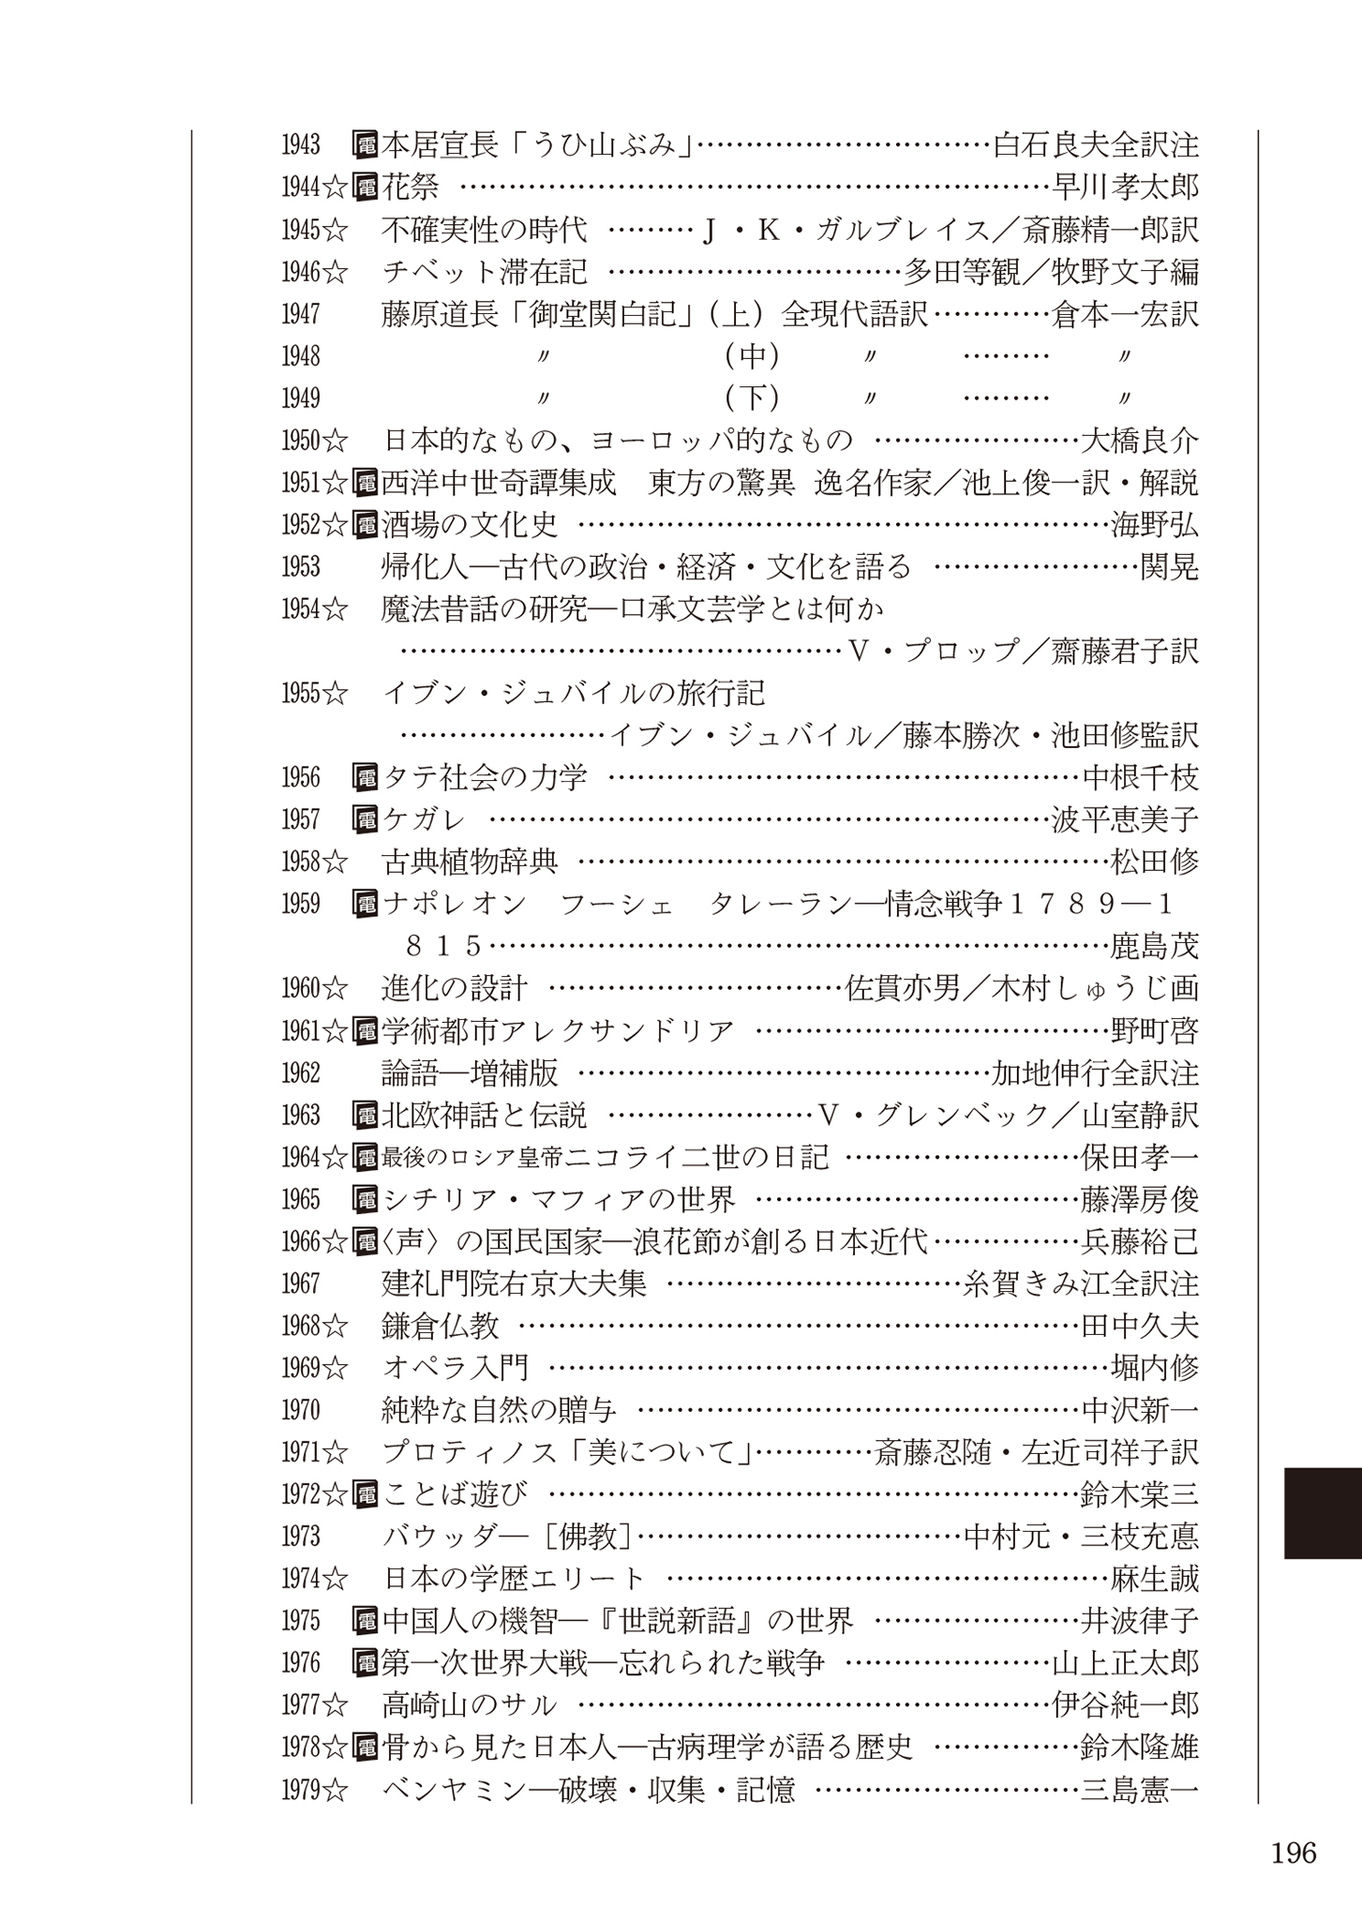 1943 電本居宣長「うひ山ぶみ」…………………………白石良夫全訳注
1944☆電花祭 ……………………………………………………早川孝太郎
1945☆ 不確実性の時代 ………Ｊ・Ｋ・ガルブレイス／斎藤精一郎訳
1946☆ チベット滞在記 …………………………多田等観／牧野文子編
1947 藤原道長「御堂関白記」（上）全現代語訳…………倉本一宏訳
1948 〃 （中） 〃 ……… 〃
1949 〃 （下） 〃 ……… 〃
1950☆ 日本的なもの、ヨーロッパ的なもの …………………大橋良介
1951☆電西洋中世奇譚集成　東方の驚異 逸名作家／池上俊一訳・解説
1952☆電酒場の文化史 ………………………………………………海野弘
1953 帰化人―古代の政治・経済・文化を語る …………………関晃
1954☆ 魔法昔話の研究―口承文芸学とは何か
………………………………………Ｖ・プロップ／齋藤君子訳
1955☆ イブン・ジュバイルの旅行記
…………………イブン・ジュバイル／藤本勝次・池田修監訳
1956 電タテ社会の力学 …………………………………………中根千枝
1957 電ケガレ …………………………………………………波平恵美子
1958☆ 古典植物辞典 ………………………………………………松田修
1959 電ナポレオン　フーシェ　タレーラン―情念戦争１７８９―１
８１５………………………………………………………鹿島茂
1960☆ 進化の設計 …………………………佐貫亦男／木村しゅうじ画
1961☆電学術都市アレクサンドリア ………………………………野町啓
1962 論語―増補版 ……………………………………加地伸行全訳注
1963 電北欧神話と伝説 …………………Ｖ・グレンベック／山室静訳
1964☆電最後のロシア皇帝ニコライ二世の日記 ……………………保田孝一
1965 電シチリア・マフィアの世界 ……………………………藤澤房俊
1966☆電〈声〉の国民国家―浪花節が創る日本近代……………兵藤裕己
1967 建礼門院右京大夫集 …………………………糸賀きみ江全訳注
1968☆ 鎌倉仏教 …………………………………………………田中久夫
1969☆ オペラ入門 …………………………………………………堀内修
1970 純粋な自然の贈与 ………………………………………中沢新一
1971☆ プロティノス「美について」…………斎藤忍随・左近司祥子訳
1972☆電ことば遊び ………………………………………………鈴木棠三
1973 バウッダ―［佛教］……………………………中村元・三枝充悳
1974☆ 日本の学歴エリート ………………………………………麻生誠
1975 電中国人の機智―『世説新語』の世界 …………………井波律子
1976 電第一次世界大戦―忘れられた戦争 …………………山上正太郎
1977☆ 高崎山のサル …………………………………………伊谷純一郎
1978☆電骨から見た日本人―古病理学が語る歴史 ……………鈴木隆雄
1979☆ ベンヤミン―破壊・収集・記憶 ………………………三島憲一
196